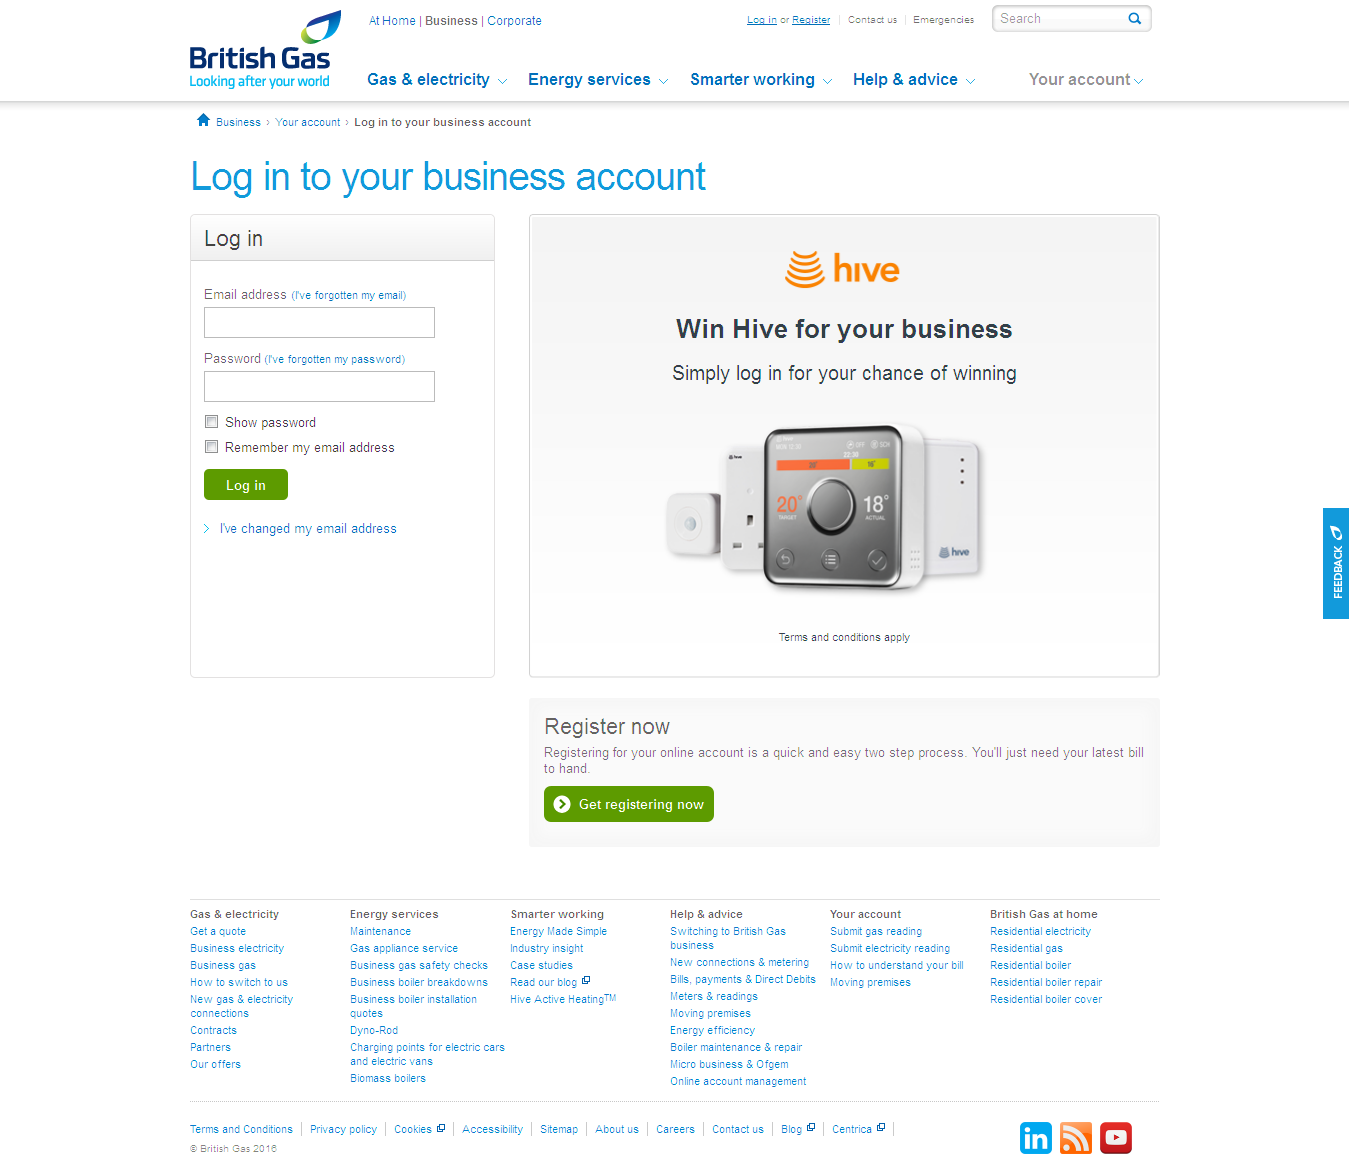 At Home | Business | Corporate
Log in or Register
Contact us
Emergencies
Search
British Gas
Looking after your world
Gas & electricity
Energy services
Smarter working
Help & advice
Your account
Business › Your account › Log in to your business account
Log in to your business account
Log in
Email address (I've forgotten my email)
Password (I've forgotten my password)
Show password
Remember my email address
Log in
I've changed my email address
hive
Win Hive for your business
Simply log in for your chance of winning
hive
hive
OFF
SCH
22:30
20°
16°
20°
TARGET
18°
ACTUAL
hive
Terms and conditions apply
FEEDBACK
Register now
Registering for your online account is a quick and easy two step process. You'll just need your latest bill
to hand.
Get registering now
Gas & electricity
Get a quote
Business electricity
Business gas
How to switch to us
New gas & electricity
connections
Contracts
Partners
Our offers
Energy services
Maintenance
Gas appliance service
Business gas safety checks
Business boiler breakdowns
Business boiler installation
quotes
Dyno-Rod
Charging points for electric cars
and electric vans
Biomass boilers
Smarter working
Energy Made Simple
Industry insight
Case studies
Read our blog
Hive Active Heating™
Help & advice
Switching to British Gas
business
New connections & metering
Bills, payments & Direct Debits
Meters & readings
Moving premises
Energy efficiency
Boiler maintenance & repair
Micro business & Ofgem
Online account management
Your account
Submit gas reading
Submit electricity reading
How to understand your bill
Moving premises
British Gas at home
Residential electricity
Residential gas
Residential boiler
Residential boiler repair
Residential boiler cover
Terms and Conditions
Privacy policy
Cookies
Accessibility
Sitemap
About us
Careers
Contact us
Blog
Centrica
© British Gas 2016
in